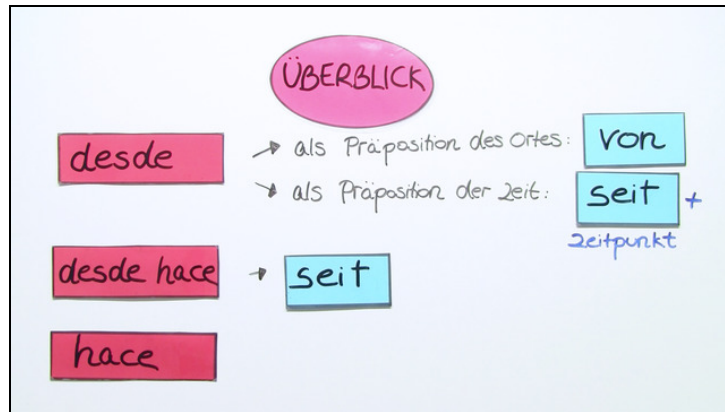 ÜBERBLICK
desde → als Präposition des Ortes: von
↘ als Präposition der Zeit: seit +
Zeitpunkt
desde hace → seit
hace